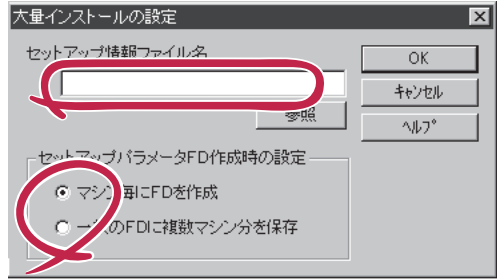 大量インストールの設定
セットアップ情報ファイル名
OK
キャンセル
参照
ヘルプ
セットアップパラメータFD作成時の設定
マシン毎にFDを作成
一枚のFDに複数マシン分を保存